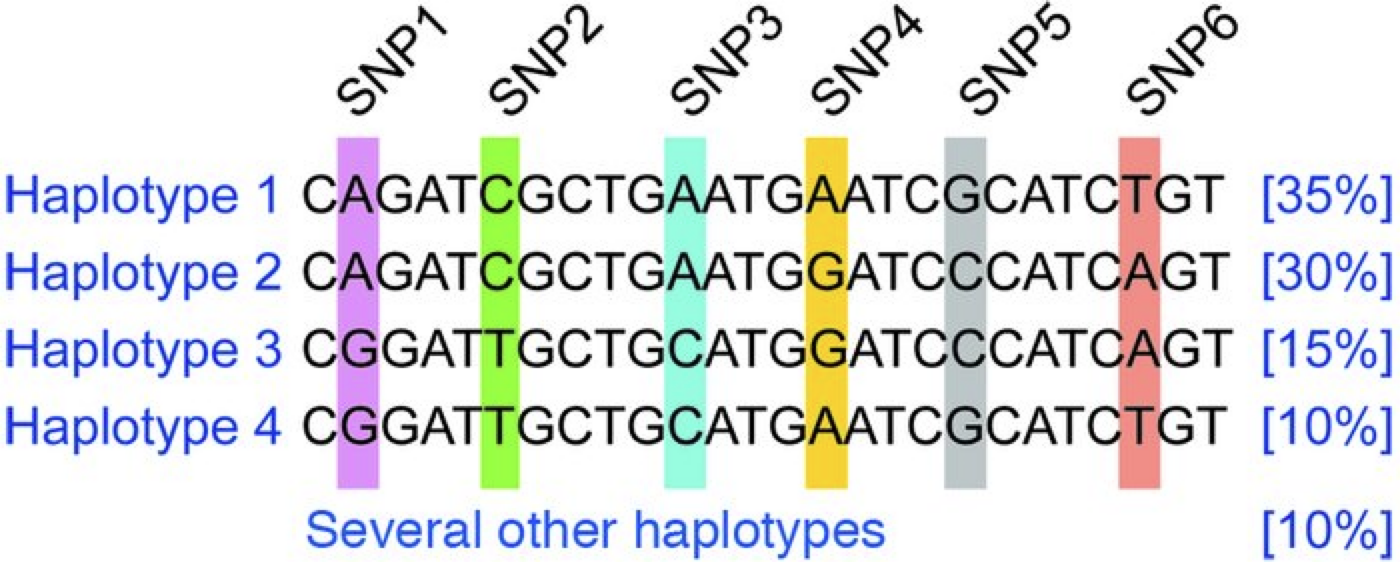 SNP1 SNP2 SNP3 SNP4 SNP5 SNP6
Haplotype 1 CAGATCGCTGAATGAATCGCATCTGT [35%]
Haplotype 2 CAGATCGCTGAATGGATCCCATCAGT [30%]
Haplotype 3 CGGATTGCTGCATGGATCCCATCAGT [15%]
Haplotype 4 CGGATTGCTGCATGAATCGCATCTGT [10%]
Several other haplotypes [10%]